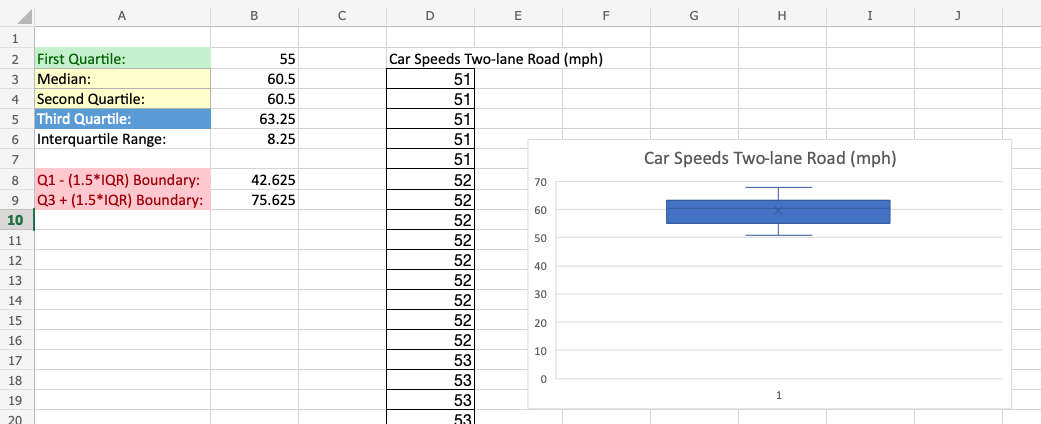 A B C D E F G H I J
1
2 First Quartile: 55 Car Speeds Two-lane Road (mph)
3 Median: 60.5 51
4 Second Quartile: 60.5 51
5 Third Quartile: 63.25 51
6 Interquartile Range: 8.25 51
7 51
8 Q1 - (1.5*IQR) Boundary: 42.625 52
9 Q3 + (1.5*IQR) Boundary: 75.625 52
10 52
11 52
12 52
13 52
14 52
15 52
16 52
17 53
18 53
19 53
20 53
Car Speeds Two-lane Road (mph)
70
60
50
40
30
20
10
0
1